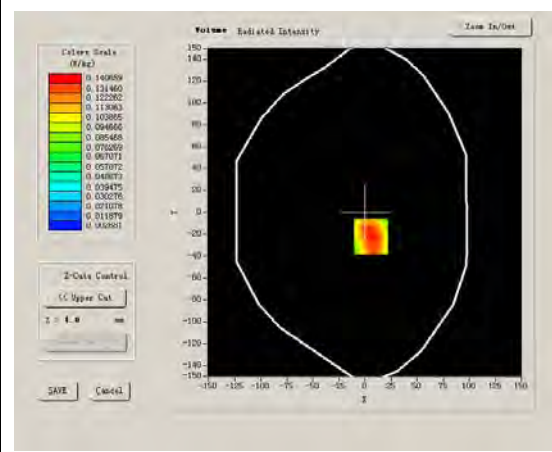 Volume Radiated Intensity
Zoom In/Out
Colors Scale
(W/kg)
0.140659
0.131460
0.122262
0.113063
0.103865
0.094666
0.085468
0.076269
0.067071
0.057872
0.048673
0.039475
0.030276
0.021078
0.011879
Z-Cuts Control
<< Upper Cut
mm
SAVE
Cancel
150
140
120
100
80
60
40
20
0
-20
-40
-60
-80
-100
-120
-140
-150
Y
-150 -125 -100 -75 -50 -25 0 25 50 75 100 125 150
X